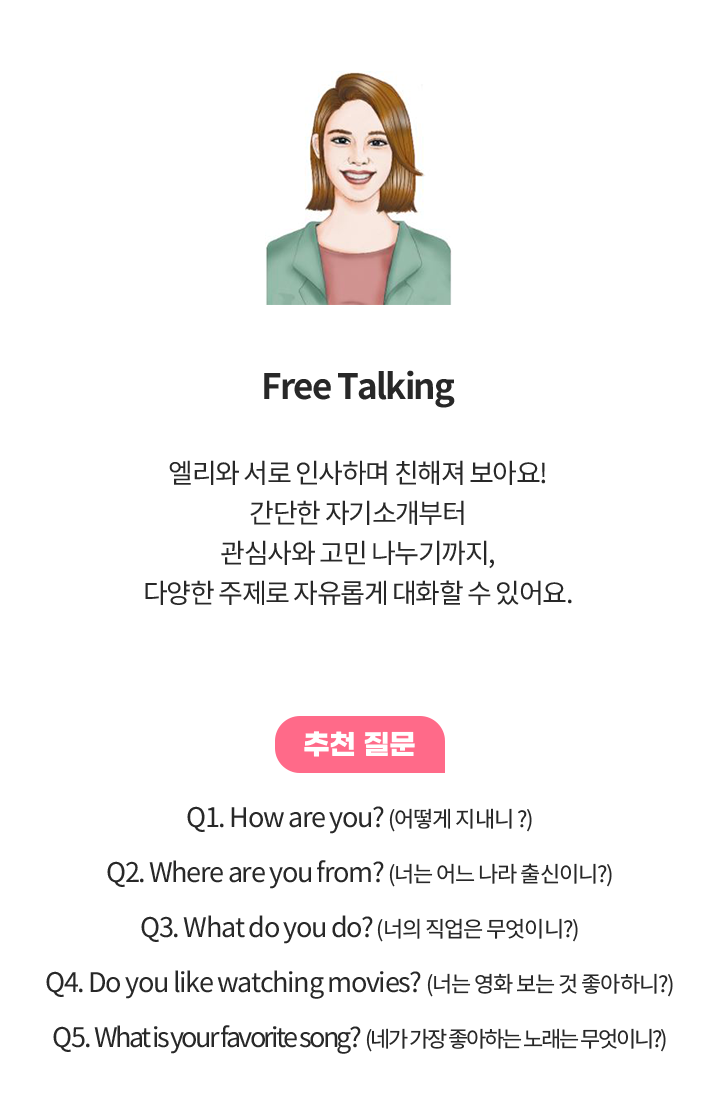 Free Talking
엘리와 서로 인사하며 친해져 보아요!
간단한 자기소개부터
관심사와 고민 나누기까지,
다양한 주제로 자유롭게 대화할 수 있어요.
추천 질문
Q1. How are you? (어떻게 지내니 ?)
Q2. Where are you from? (너는 어느 나라 출신이니?)
Q3. What do you do? (너의 직업은 무엇이니?)
Q4. Do you like watching movies? (너는 영화 보는 것 좋아하니?)
Q5. What is your favorite song? (네가 가장 좋아하는 노래는 무엇이니?)